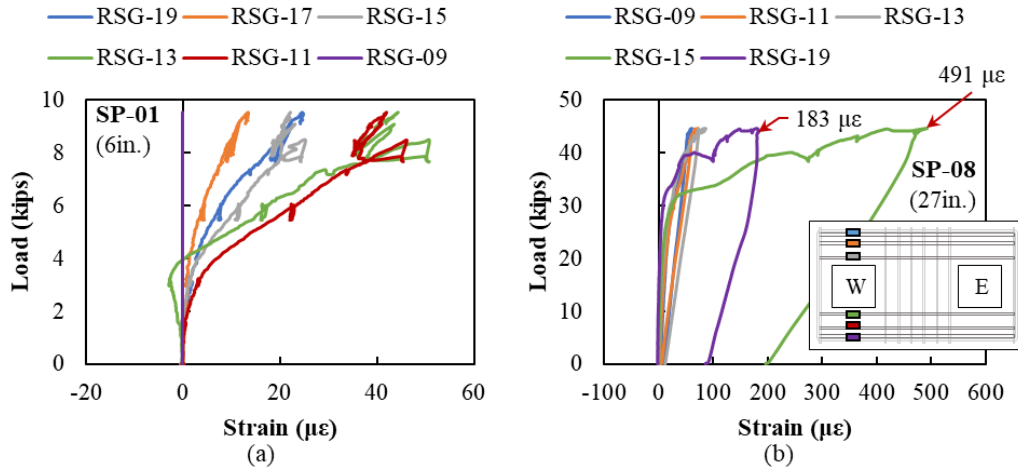 RSG-19 RSG-17 RSG-15
RSG-13 RSG-11 RSG-09
10
8
6
4
2
0
-20 0 20 40 60
Load (kips)
Strain (με)
SP-01
(6in.)
(a)
RSG-09 RSG-11 RSG-13
RSG-15 RSG-19
491 με
183 με
50
40
30
20
10
0
-100 0 100 200 300 400 500 600
Load (kips)
Strain (με)
SP-08
(27in.)
W E
(b)